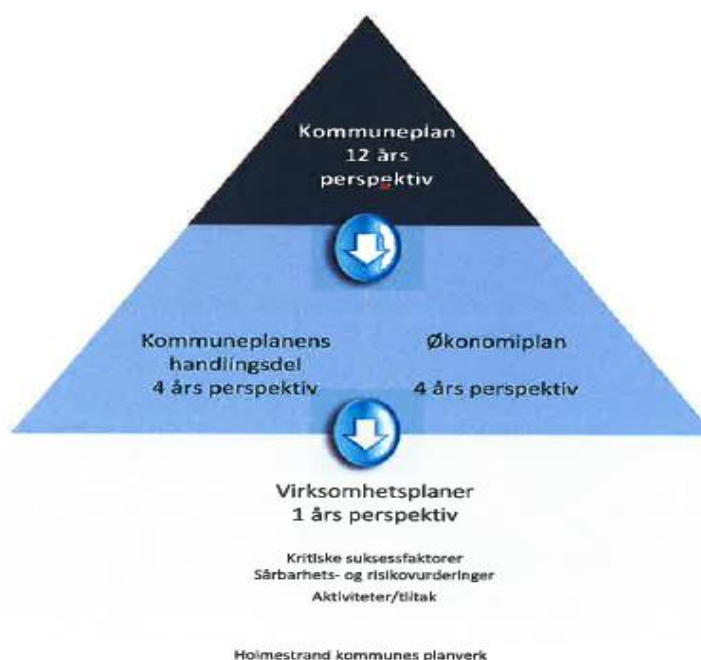 Kommuneplan
12 års
perspektiv
Kommuneplanens
handlingsdel
4 års perspektiv
Økonomiplan
4 års perspektiv
Virksomhetsplaner
1 års perspektiv
Kritiske suksessfaktorer
Sårbarhets- og risikovurderinger
Aktiviteter/tiltak
Holmestrand kommunes planverk